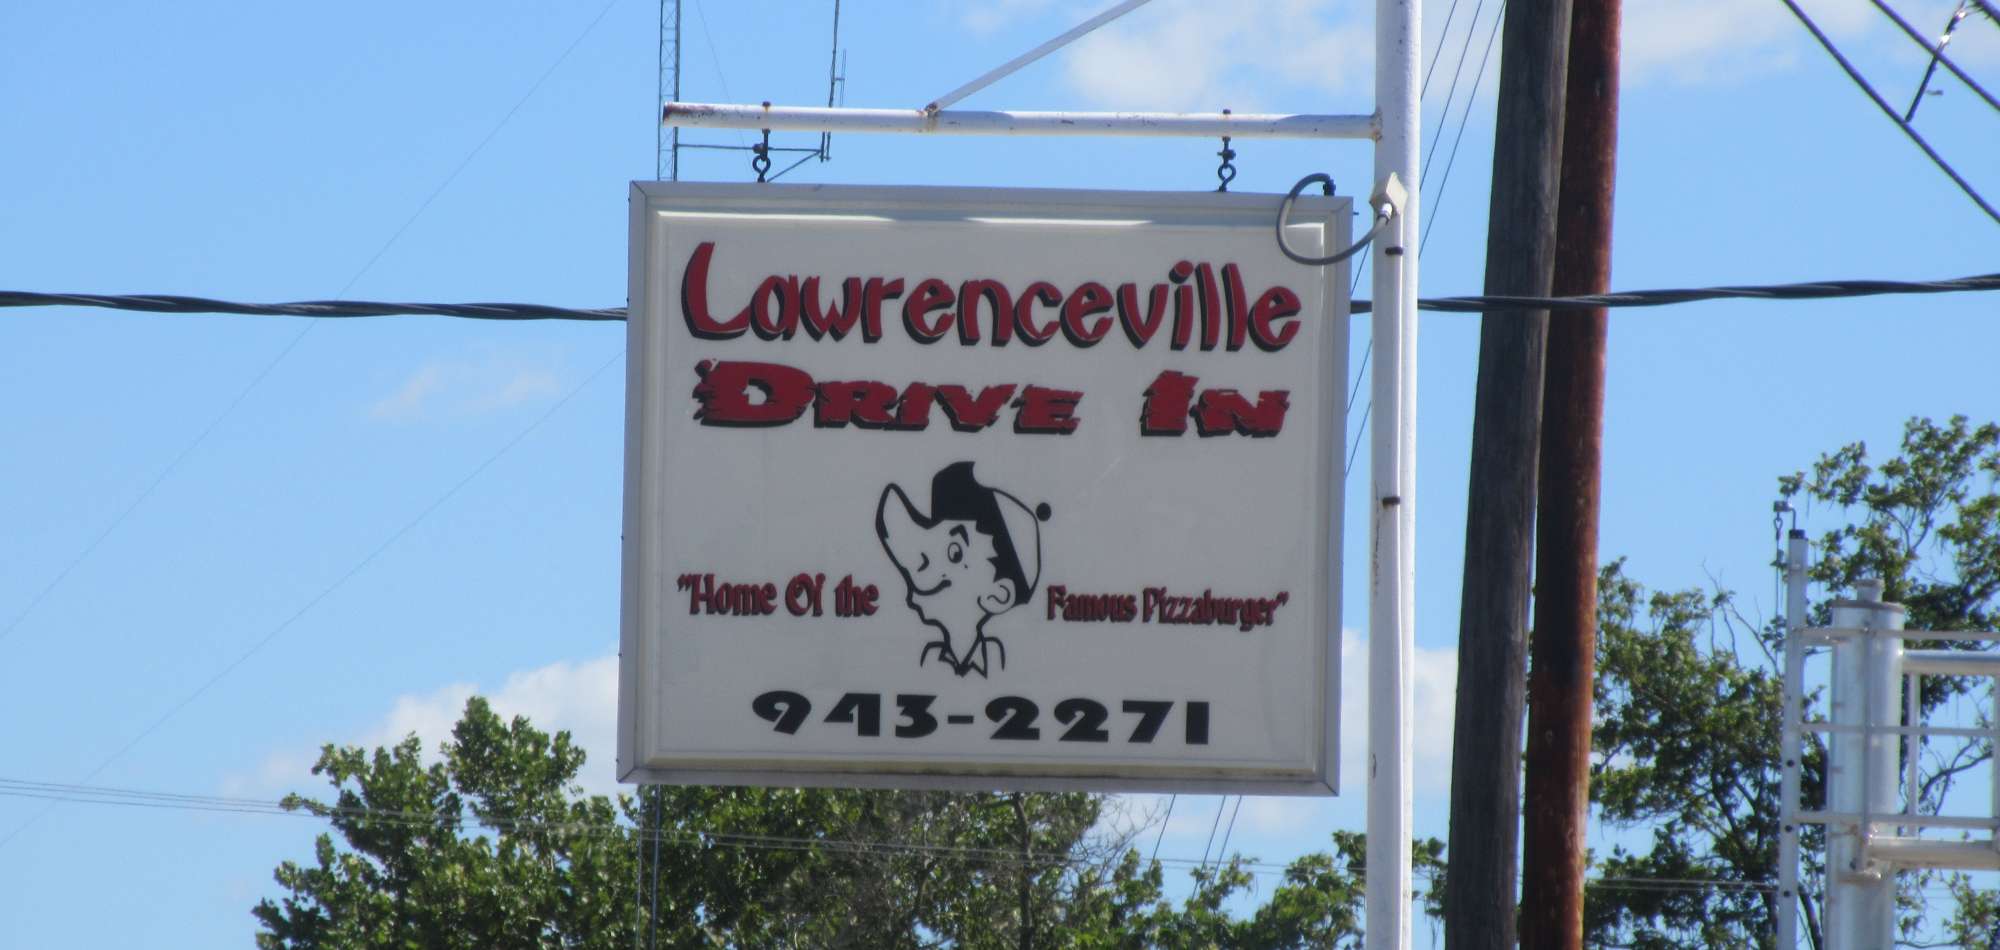 Lawrenceville
Drive In
"Home Of the Famous Pizzaburger"
943-2271